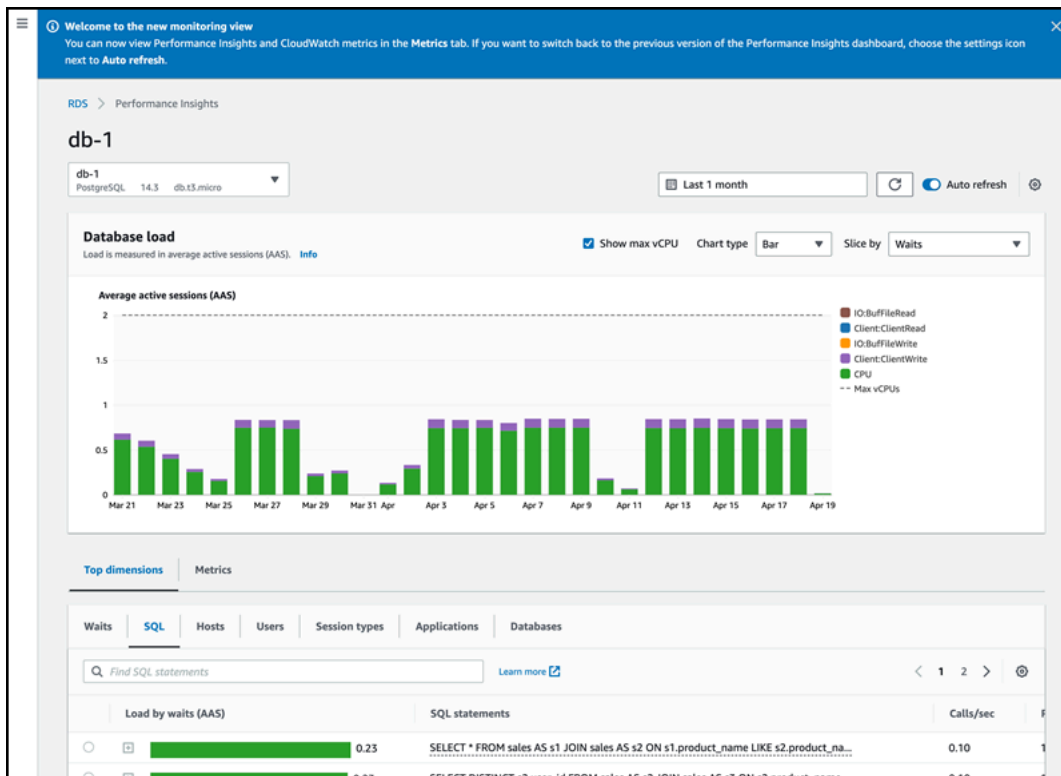 Welcome to the new monitoring view
You can now view Performance Insights and CloudWatch metrics in the Metrics tab. If you want to switch back to the previous version of the Performance Insights dashboard, choose the settings icon
next to Auto refresh.
RDS > Performance Insights
db-1
db-1
PostgreSQL 14.3 db.t3.micro
Last 1 month
Auto refresh
Database load
Load is measured in average active sessions (AAS). Info
Show max vCPU
Chart type
Bar
Slice by
Waits
Average active sessions (AAS)
2
1.5
1
0.5
0
Mar 21 Mar 23 Mar 25 Mar 27 Mar 29 Mar 31 Apr Apr 3 Apr 5 Apr 7 Apr 9 Apr 11 Apr 13 Apr 15 Apr 17 Apr 19
IO:BufFileRead
Client:ClientRead
IO:BufFileWrite
Client:ClientWrite
CPU
Max vCPUs
Top dimensions Metrics
Waits SQL Hosts Users Session types Applications Databases
Find SQL statements
Learn more
1 2
Load by waits (AAS) SQL statements Calls/sec
0.23 SELECT * FROM sales AS s1 JOIN sales AS s2 ON s1.product_name LIKE s2.product_na... 0.10